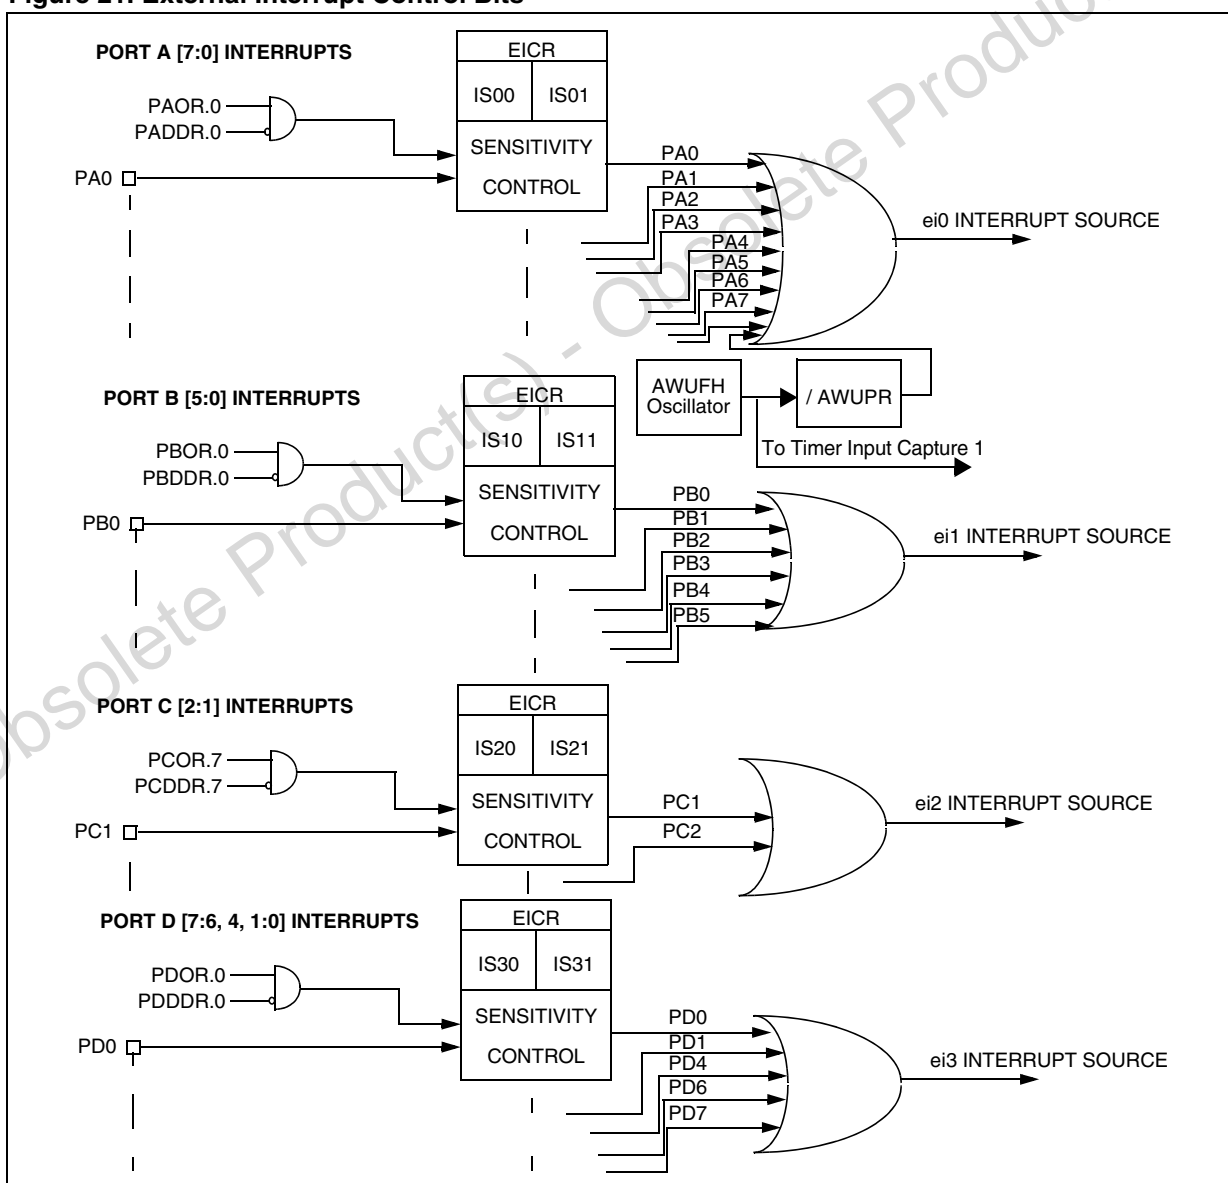 Figure 21. External Interrupt Control Bits
PORT A [7:0] INTERRUPTS
EICR
IS00 IS01
PAOR.0
PADDR.0
SENSITIVITY
CONTROL
PA0
PA0
PA1
PA2
PA3
PA4
PA5
PA6
PA7
ei0 INTERRUPT SOURCE
AWUFH
Oscillator
/ AWUPR
To Timer Input Capture 1
PORT B [5:0] INTERRUPTS
EICR
IS10 IS11
PBOR.0
PBDDR.0
SENSITIVITY
CONTROL
PB0
PB0
PB1
PB2
PB3
PB4
PB5
ei1 INTERRUPT SOURCE
PORT C [2:1] INTERRUPTS
EICR
IS20 IS21
PCOR.7
PCDDR.7
SENSITIVITY
CONTROL
PC1
PC1
PC2
ei2 INTERRUPT SOURCE
PORT D [7:6, 4, 1:0] INTERRUPTS
EICR
IS30 IS31
PDOR.0
PDDDR.0
SENSITIVITY
CONTROL
PD0
PD0
PD1
PD4
PD6
PD7
ei3 INTERRUPT SOURCE
Obsolete Product(s) - Obsolete Produc